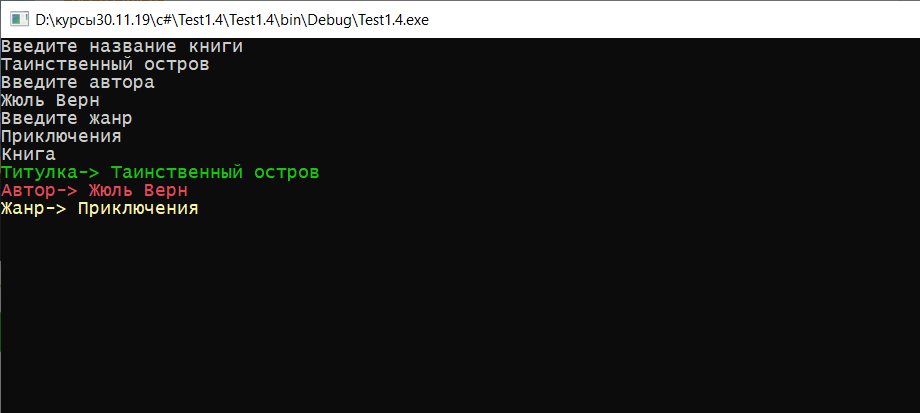 D:\курсы30.11.19\c#\Test1.4\Test1.4\bin\Debug\Test1.4.exe
Введите название книги
Таинственный остров
Введите автора
Жюль Верн
Введите жанр
Приключения
Книга
Титулка-> Таинственный остров
Автор-> Жюль Верн
Жанр-> Приключения